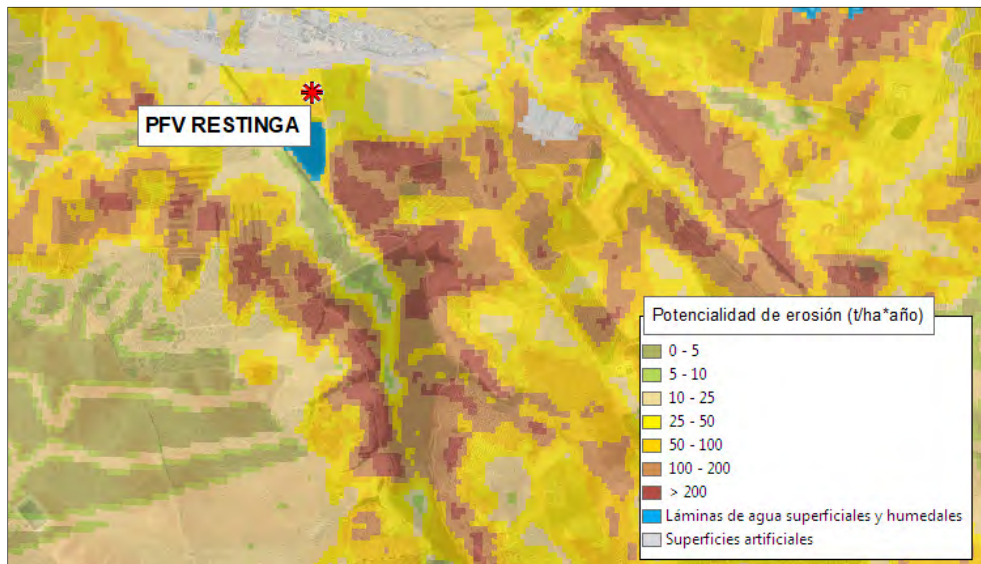 PFV RESTINGA
Potencialidad de erosión (t/ha*año)
0 - 5
5 - 10
10 - 25
25 - 50
50 - 100
100 - 200
> 200
Láminas de agua superficiales y humedales
Superficies artificiales